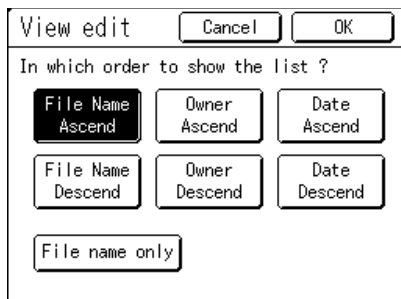 View edit Cancel OK
In which order to show the list ?
File Name Owner Date
Ascend Ascend Ascend
File Name Owner Date
Descend Descend Descend
File name only